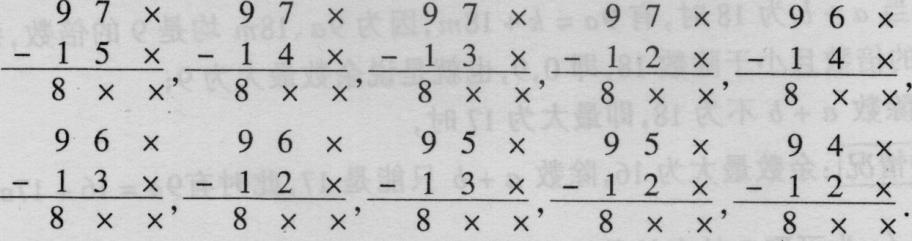 9 7 × 9 7 × 9 7 × 9 7 × 9 6 ×
− 1 5 × − 1 4 × − 1 3 × − 1 2 × − 1 4 ×
8 × ×, 8 × ×, 8 × ×, 8 × ×, 8 × ×,
9 6 × 9 6 × 9 5 × 9 5 × 9 4 ×
− 1 3 × − 1 2 × − 1 3 × − 1 2 × − 1 2 ×
8 × ×, 8 × ×, 8 × ×, 8 × ×, 8 × ×.